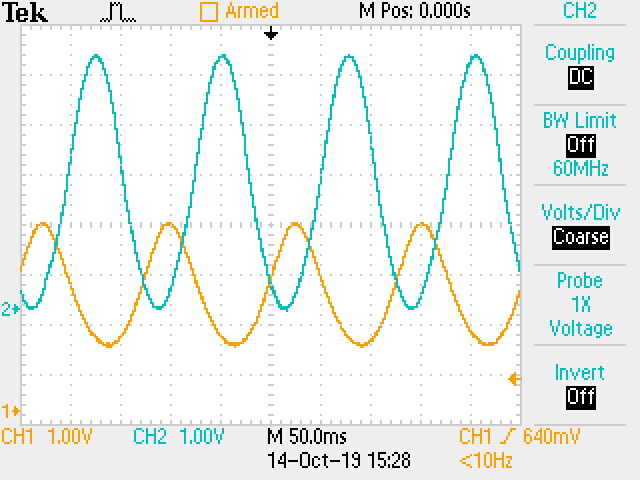 Tek Armed M Pos: 0.000s CH2
Coupling
DC
BW Limit
Off
60MHz
Volts/Div
Coarse
Probe
1X
Voltage
Invert
Off
2
1
CH1 1.00V CH2 1.00V M 50.0ms CH1 640mV
14-Oct-19 15:28 <10Hz